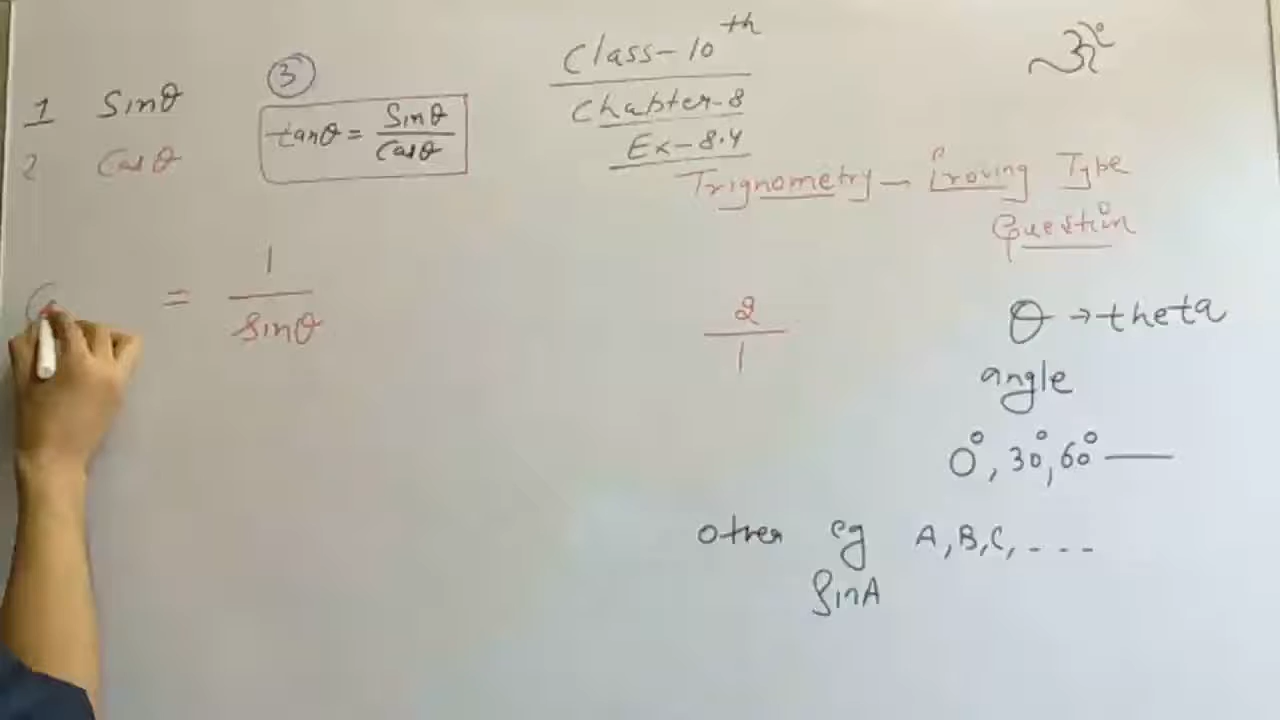 ॐ
Class-10th
Chapter-8
Ex-8.4
Trignometry - Proving Type
Question
1 Sinθ
2 Cosθ
③
tanθ = Sinθ / Cosθ
= 1 / Sinθ
2 / 1
θ → theta
angle
0°, 30°, 60° —
Other eg A, B, C, - - -
SinA